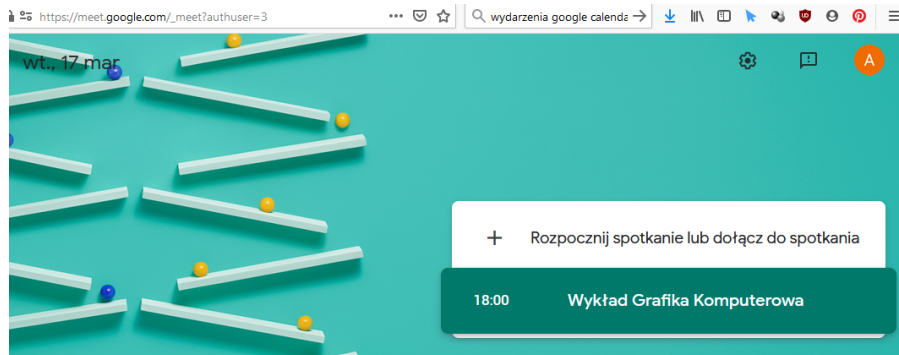 https://meet.google.com/_meet?authuser=3
wydarzenia google calenda
wt., 17 mar
A
Rozpocznij spotkanie lub dołącz do spotkania
18:00 Wykład Grafika Komputerowa